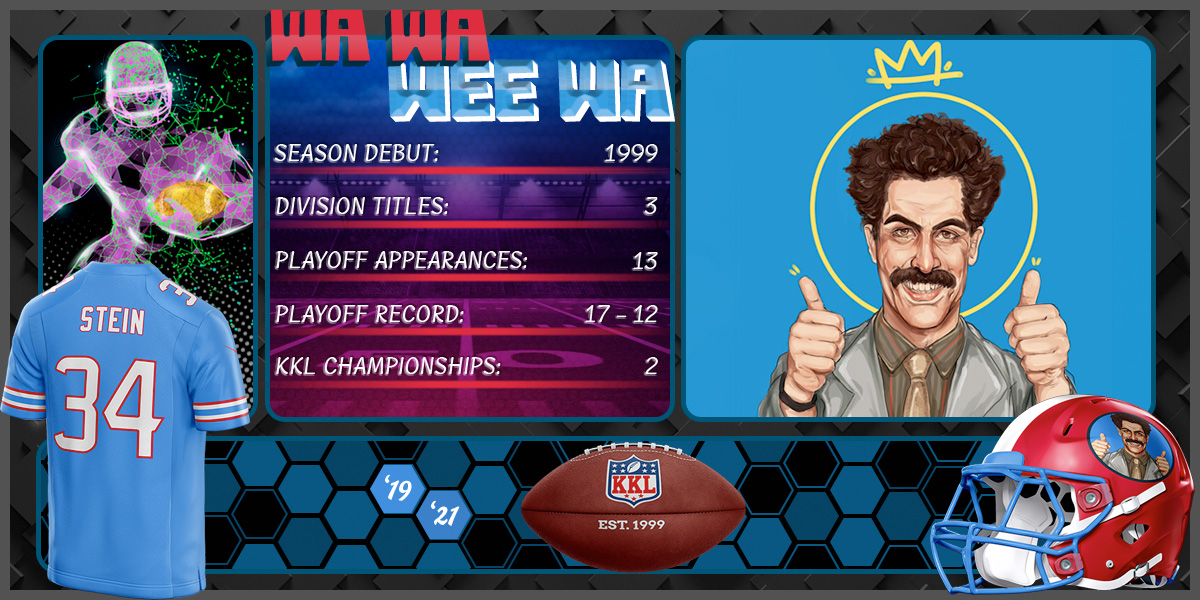 WA WA
WEE WA
SEASON DEBUT: 1999
DIVISION TITLES: 3
PLAYOFF APPEARANCES: 13
PLAYOFF RECORD: 17 – 12
KKL CHAMPIONSHIPS: 2
STEIN
34
3
'19
'21
KKL
EST. 1999